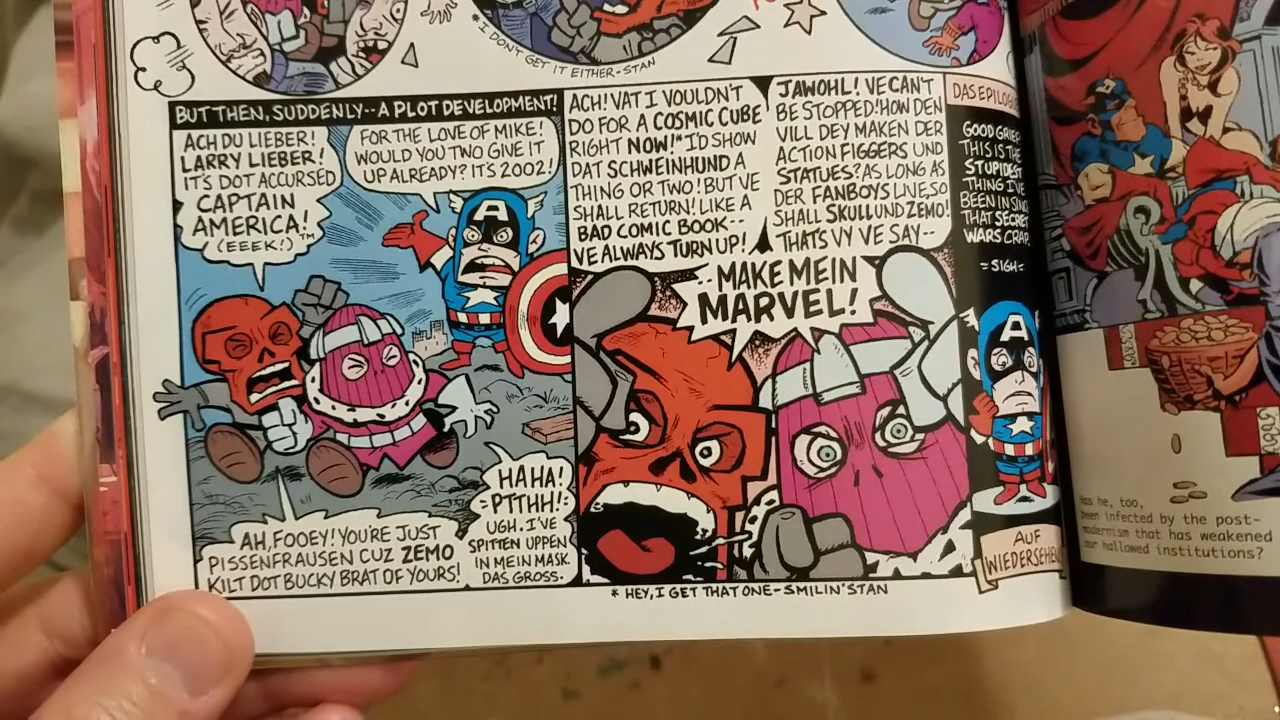 *I DON'T GET IT EITHER-STAN
BUT THEN, SUDDENLY--A PLOT DEVELOPMENT!
ACH DU LIEBER!
LARRY LIEBER!
IT'S DOT ACCURSED
CAPTAIN
AMERICA!
(EEEK!)™
FOR THE LOVE OF MIKE!
WOULD YOU TWO GIVE IT
UP ALREADY? IT'S 2002!
A
AH, FOOEY! YOU'RE JUST
PISSENFRAUSEN CUZ ZEMO
KILT DOT BUCKY BRAT OF YOURS!
HAHA!
=PTTHH!=
UGH. I'VE
SPITTEN UPPEN
IN MEIN MASK.
DAS GROSS.
ACH! VAT I VOULDN'T
DO FOR A COSMIC CUBE
RIGHT NOW!* I'D SHOW
DAT SCHWEINHUND A
THING OR TWO! BUT VE
SHALL RETURN! LIKE A
BAD COMIC BOOK--
VE ALWAYS TURN UP!
JAWOHL! VE CAN'T
BE STOPPED! HOW DEN
VILL DEY MAKEN DER
ACTION FIGGERS UND
STATUES? AS LONG AS
DER FANBOYS LIVE, SO
SHALL SKULL UND ZEMO!
THAT'S VY VE SAY--
--MAKE MEIN
MARVEL!
* HEY, I GET THAT ONE-SMILIN' STAN
DAS EPILOG
GOOD GRIEF
THIS IS THE
STUPIDEST
THING I'VE
BEEN IN SINCE
THAT SECRET
WARS CRAP.
=SIGH=
A
AUF
WIEDERSEHEN
Has he, too,
been infected by the post-
modernism that has weakened
our hallowed institutions?